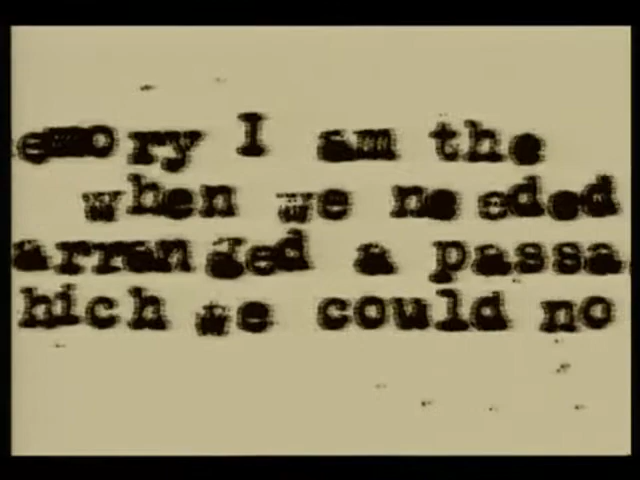 emory I am the
when we needed
arranged a passa
hich we could no